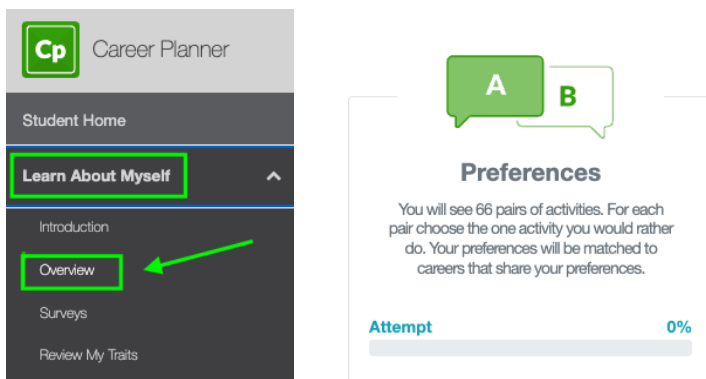 Cp
Career Planner
Student Home
Learn About Myself
Introduction
Overview
Surveys
Review My Traits
A
B
Preferences
You will see 66 pairs of activities. For each
pair choose the one activity you would rather
do. Your preferences will be matched to
careers that share your preferences.
Attempt 0%